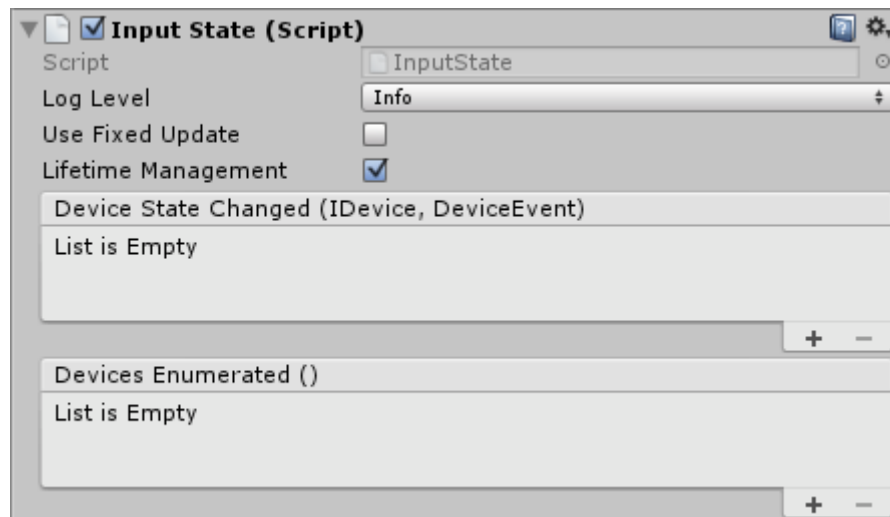 Input State (Script)
Script InputState
Log Level Info
Use Fixed Update
Lifetime Management
Device State Changed (IDevice, DeviceEvent)
List is Empty
+ −
Devices Enumerated ()
List is Empty
+ −